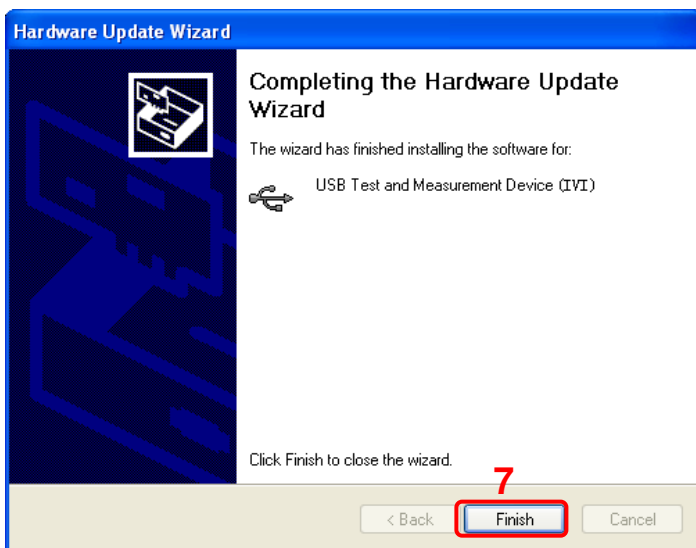 Hardware Update Wizard
Completing the Hardware Update
Wizard
The wizard has finished installing the software for:
USB Test and Measurement Device (IVI)
Click Finish to close the wizard.
7
< Back Finish Cancel